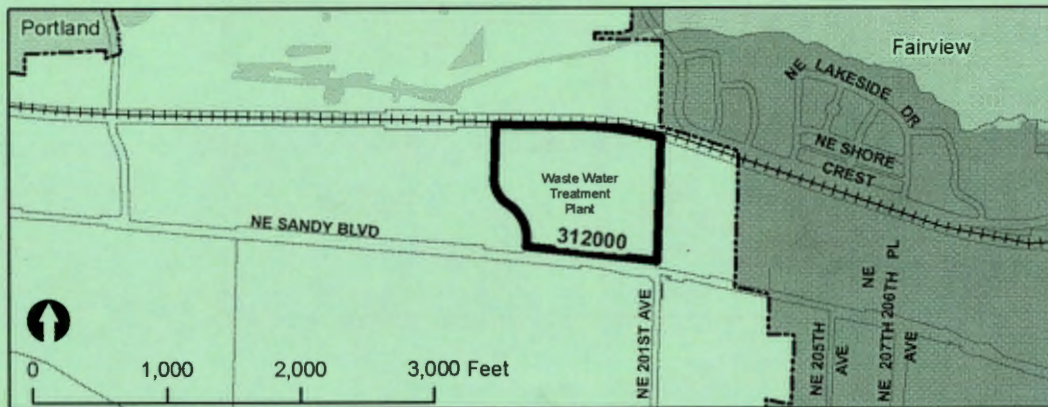 Portland
Fairview
NE LAKESIDE DR
NE SHORE
CREST
Waste Water
Treatment
Plant
312000
NE SANDY BLVD
NE 201ST AVE
NE 205TH
AVE
NE 206TH PL
NE 207TH
AVE
0 1,000 2,000 3,000 Feet